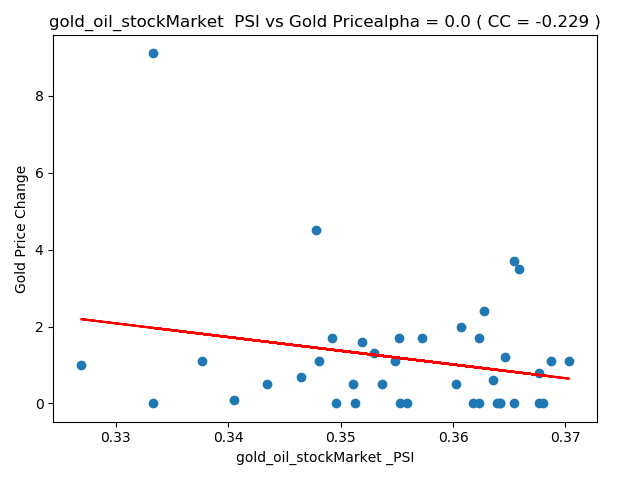 gold_oil_stockMarket  PSI vs Gold Pricealpha = 0.0 ( CC = -0.229 )
Gold Price Change
8
6
4
2
0
0.33 0.34 0.35 0.36 0.37
gold_oil_stockMarket _PSI